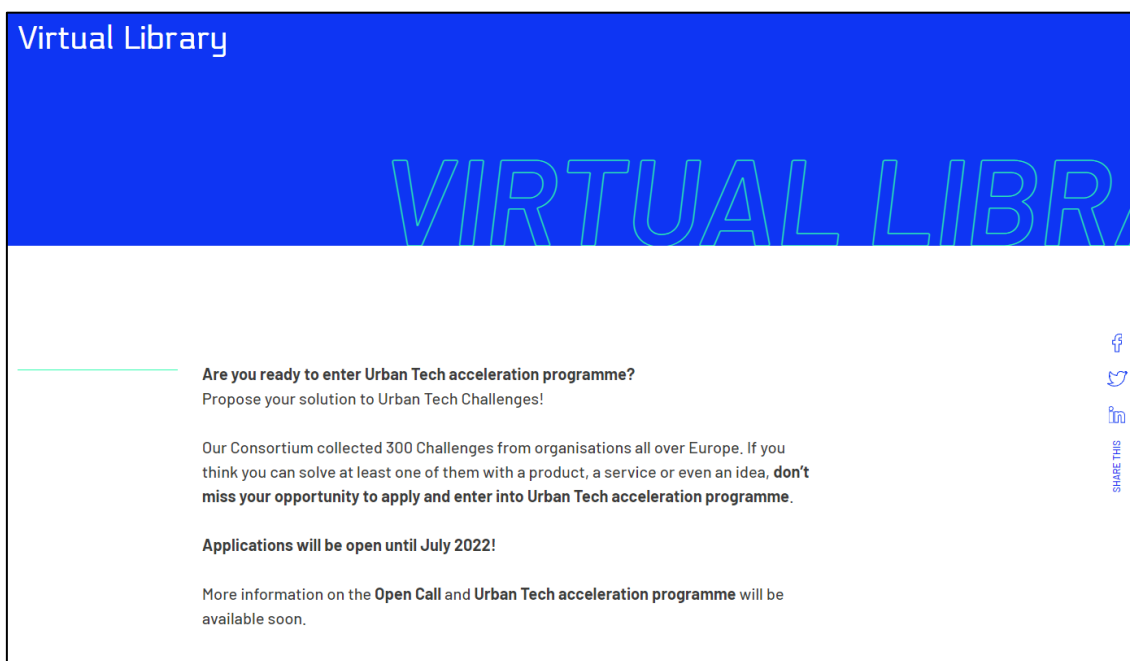 Virtual Library
VIRTUAL LIBRA
Are you ready to enter Urban Tech acceleration programme?
Propose your solution to Urban Tech Challenges!
Our Consortium collected 300 Challenges from organisations all over Europe. If you
think you can solve at least one of them with a product, a service or even an idea, don't
miss your opportunity to apply and enter into Urban Tech acceleration programme.
Applications will be open until July 2022!
More information on the Open Call and Urban Tech acceleration programme will be
available soon.
SHARE THIS